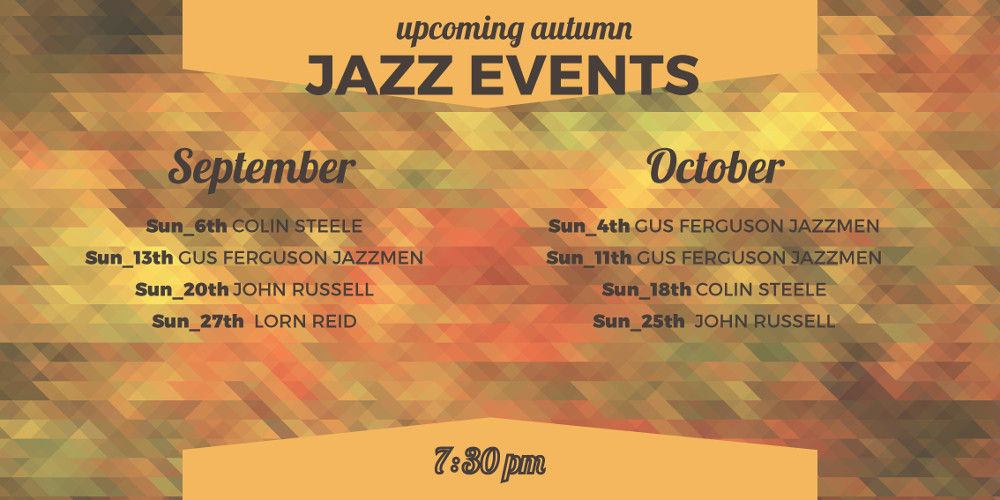 upcoming autumn
JAZZ EVENTS
September
Sun_6th COLIN STEELE
Sun_13th GUS FERGUSON JAZZMEN
Sun_20th JOHN RUSSELL
Sun_27th LORN REID
October
Sun_4th GUS FERGUSON JAZZMEN
Sun_11th GUS FERGUSON JAZZMEN
Sun_18th COLIN STEELE
Sun_25th JOHN RUSSELL
7:30 pm